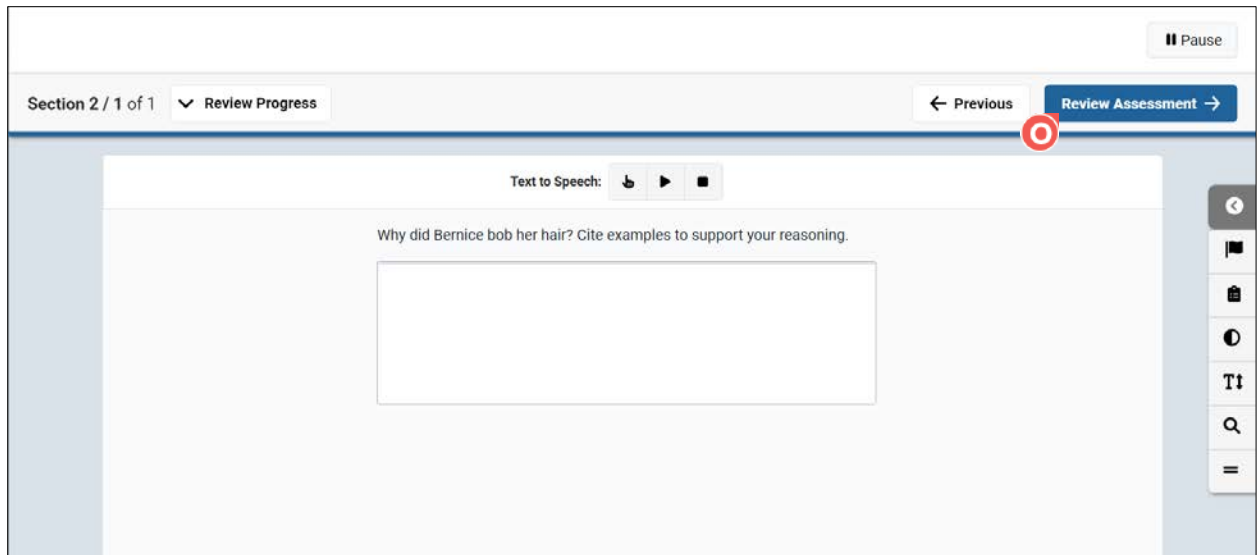 Pause
Section 2 / 1 of 1 Review Progress Previous Review Assessment
O
Text to Speech:
Why did Bernice bob her hair? Cite examples to support your reasoning.
T